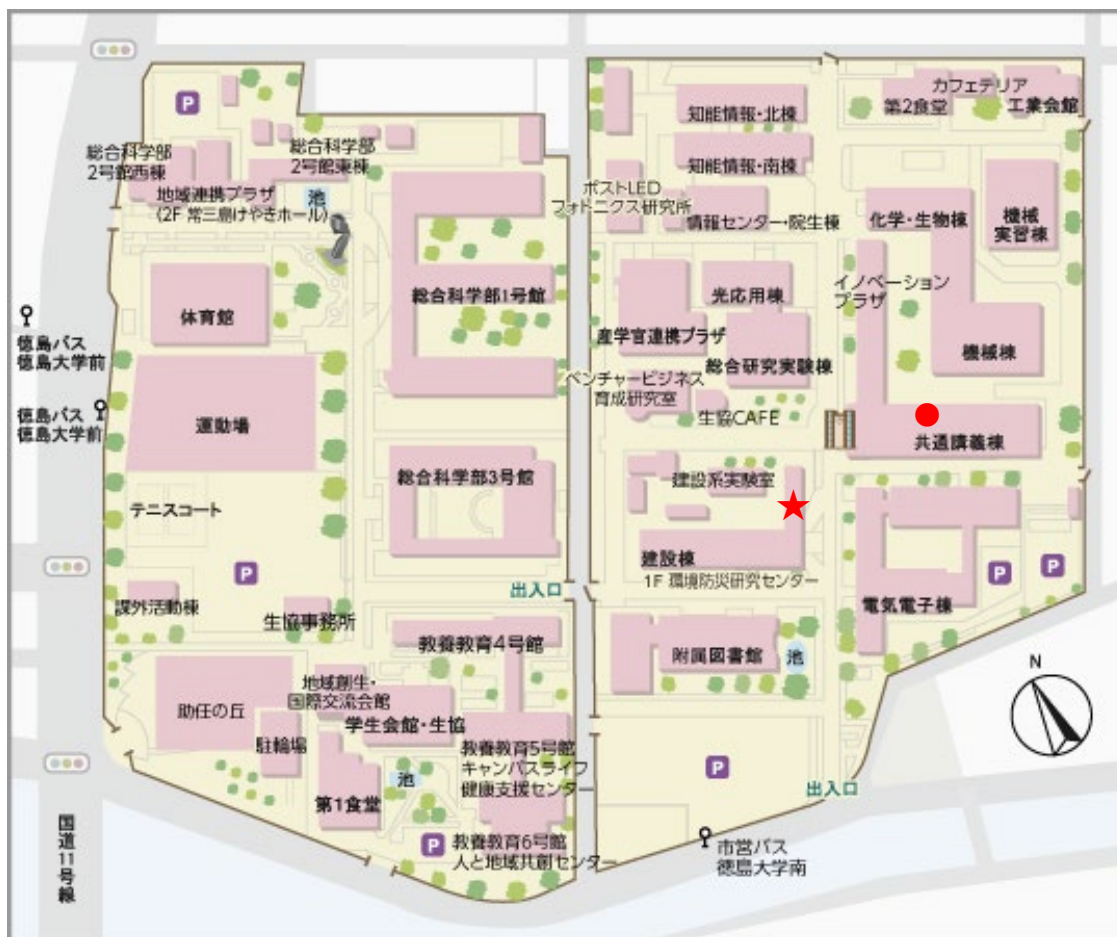 P
総合科学部
2号館西棟
総合科学部
2号館東棟
地域連携プラザ
(2F 常三島けやきホール)
池
体育館
総合科学部1号館
徳島バス
徳島大学前
徳島バス
徳島大学前
運動場
総合科学部3号館
テニスコート
P
課外活動棟
生協事務所
出入口
教養教育4号館
地域創生・
国際交流会館
助任の丘
学生会館・生協
駐輪場
教養教育5号館
キャンパスライフ
健康支援センター
池
第1食堂
P
教養教育6号館
人と地域共創センター
国道11号線
知能情報・北棟
知能情報・南棟
カフェテリア
第2食堂
工業会館
ポストLED
フォトニクス研究所
情報センター・院生棟
化学・生物棟
機械
実習棟
イノベーション
プラザ
光応用棟
産学官連携プラザ
総合研究実験棟
機械棟
ベンチャービジネス
育成研究室
生協CAFE
共通講義棟
建設系実験室
建設棟
1F 環境防災研究センター
電気電子棟
P
P
附属図書館
池
N
P
出入口
市営バス
徳島大学南